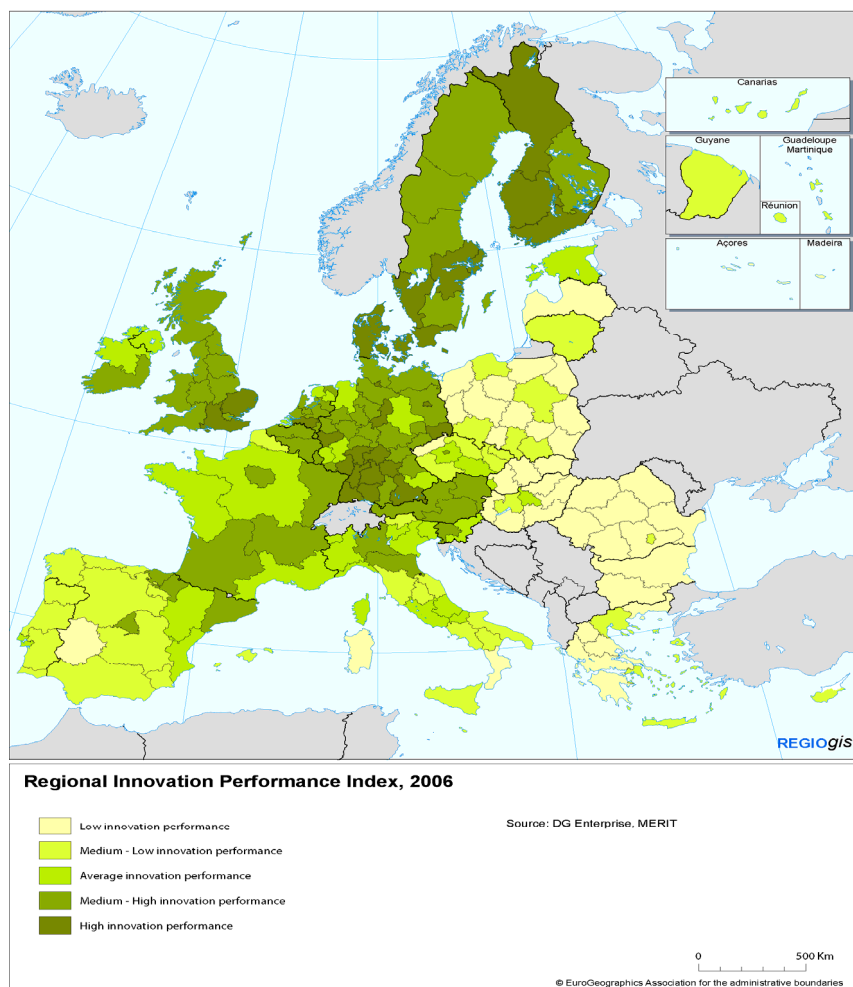 Canarias
Guyane
Guadeloupe
Martinique
Réunion
Açores
Madeira
REGIOgis
Regional Innovation Performance Index, 2006
Low innovation performance
Medium - Low innovation performance
Average innovation performance
Medium - High innovation performance
High innovation performance
Source: DG Enterprise, MERIT
0 500 Km
© EuroGeographics Association for the administrative boundaries